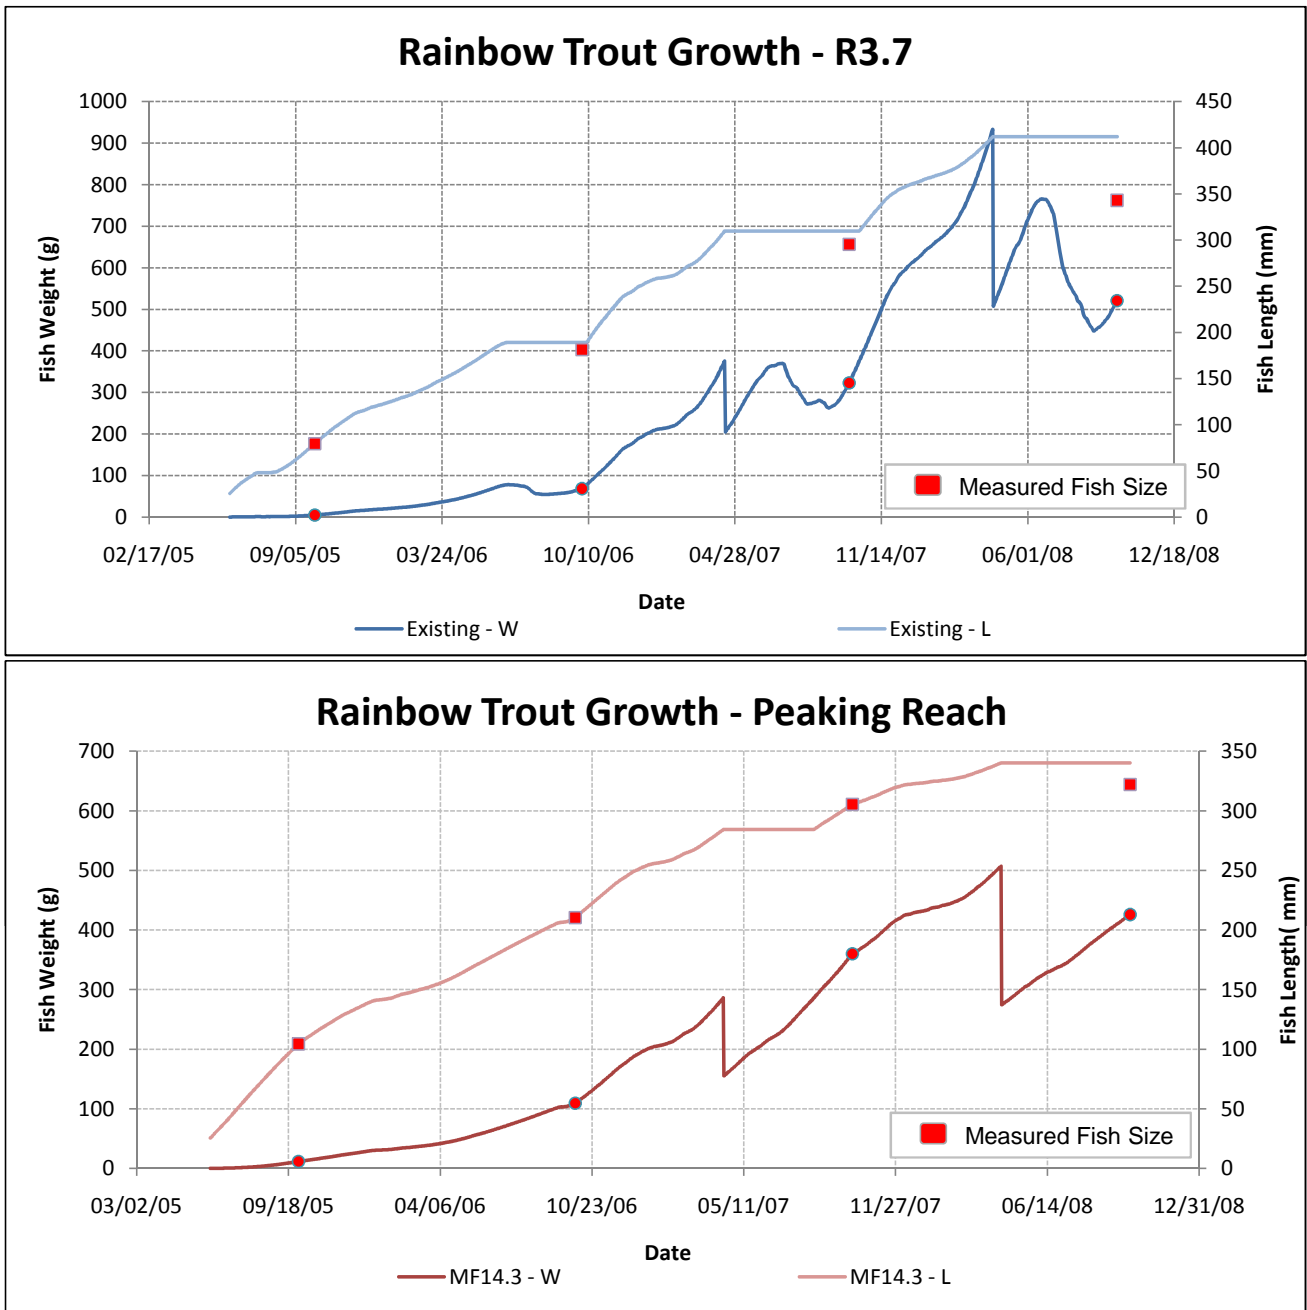 Rainbow Trout Growth - R3.7
1000
900
800
700
600
500
400
300
200
100
0
Fish Weight (g)
450
400
350
300
250
200
150
100
50
0
Fish Length (mm)
Measured Fish Size
02/17/05 09/05/05 03/24/06 10/10/06 04/28/07 11/14/07 06/01/08 12/18/08
Date
Existing - W Existing - L
Rainbow Trout Growth - Peaking Reach
700
600
500
400
300
200
100
0
Fish Weight (g)
350
300
250
200
150
100
50
0
Fish Length( mm)
Measured Fish Size
03/02/05 09/18/05 04/06/06 10/23/06 05/11/07 11/27/07 06/14/08 12/31/08
Date
MF14.3 - W MF14.3 - L